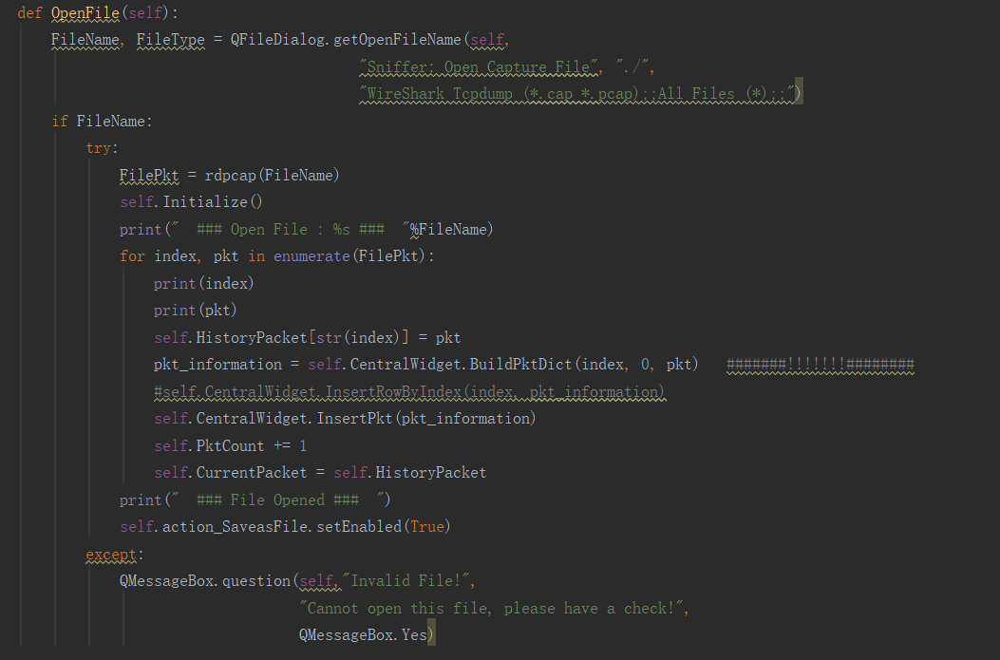 def OpenFile(self):
    FileName, FileType = QFileDialog.getOpenFileName(self,
                                    "Sniffer: Open Capture File", "./",
                                    "WireShark Tcpdump (*.cap *.pcap);;All Files (*);;")
    if FileName:
        try:
            FilePkt = rdpcap(FileName)
            self.Initialize()
            print("  ### Open File : %s ###  "%FileName)
            for index, pkt in enumerate(FilePkt):
                print(index)
                print(pkt)
                self.HistoryPacket[str(index)] = pkt
                pkt_information = self.CentralWidget.BuildPktDict(index, 0, pkt)   #######!!!!!!!########
                #self.CentralWidget.InsertRowByIndex(index, pkt_information)
                self.CentralWidget.InsertPkt(pkt_information)
                self.PktCount += 1
                self.CurrentPacket = self.HistoryPacket
            print("  ### File Opened ###  ")
            self.action_SaveasFile.setEnabled(True)
        except:
            QMessageBox.question(self,"Invalid File!",
                                 "Cannot open this file, please have a check!",
                                 QMessageBox.Yes)